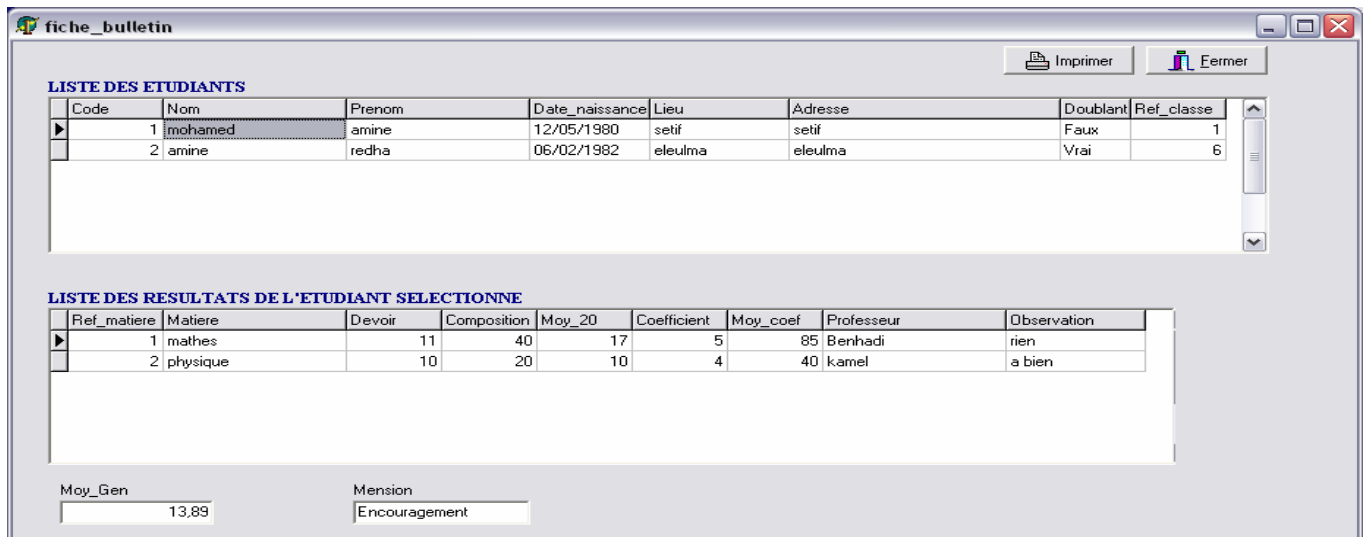 fiche_bulletin
Imprimer Fermer
LISTE DES ETUDIANTS
Code Nom Prenom Date_naissance Lieu Adresse Doublant Ref_classe
1 mohamed amine 12/05/1980 setif setif Faux 1
2 amine redha 06/02/1982 eleulma eleulma Vrai 6
LISTE DES RESULTATS DE L'ETUDIANT SELECTIONNE
Ref_matiere Matiere Devoir Composition Moy_20 Coefficient Moy_coef Professeur Observation
1 mathes 11 40 17 5 85 Benhadi rien
2 physique 10 20 10 4 40 kamel a bien
Moy_Gen Mension
13,89 Encouragement